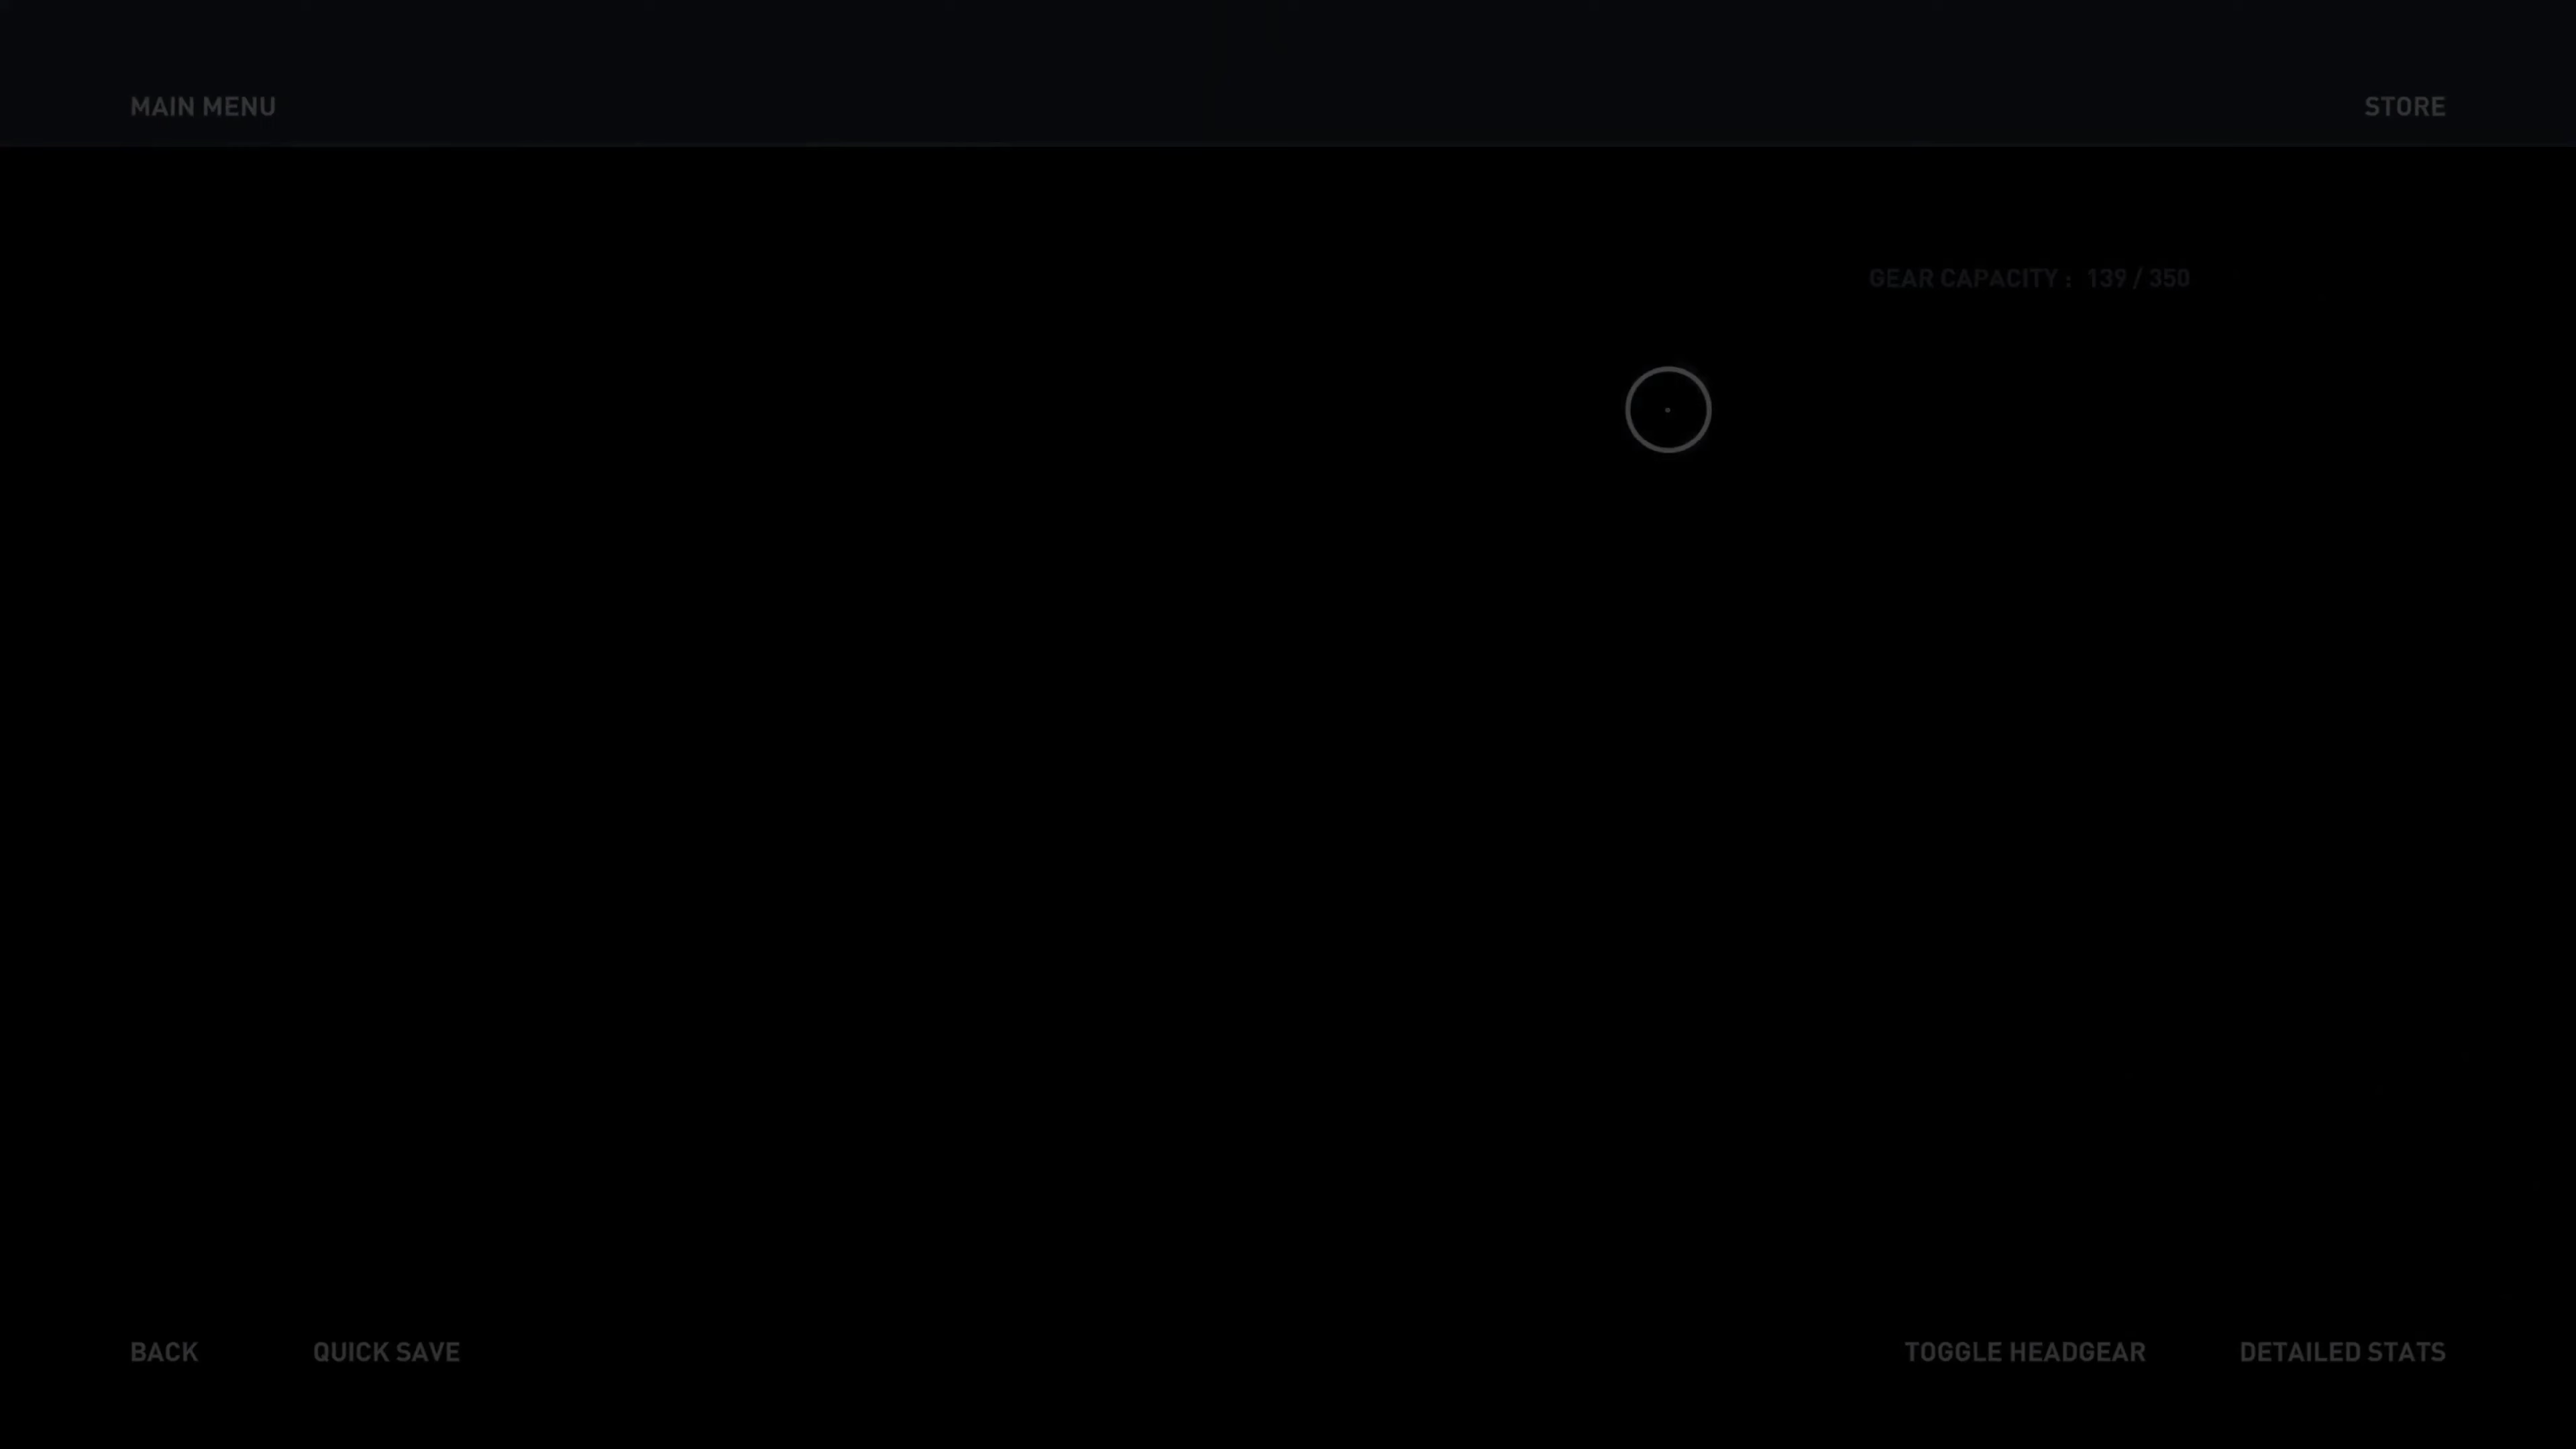 MAIN MENU
STORE
GEAR CAPACITY : 139 / 350
BACK
QUICK SAVE
TOGGLE HEADGEAR
DETAILED STATS